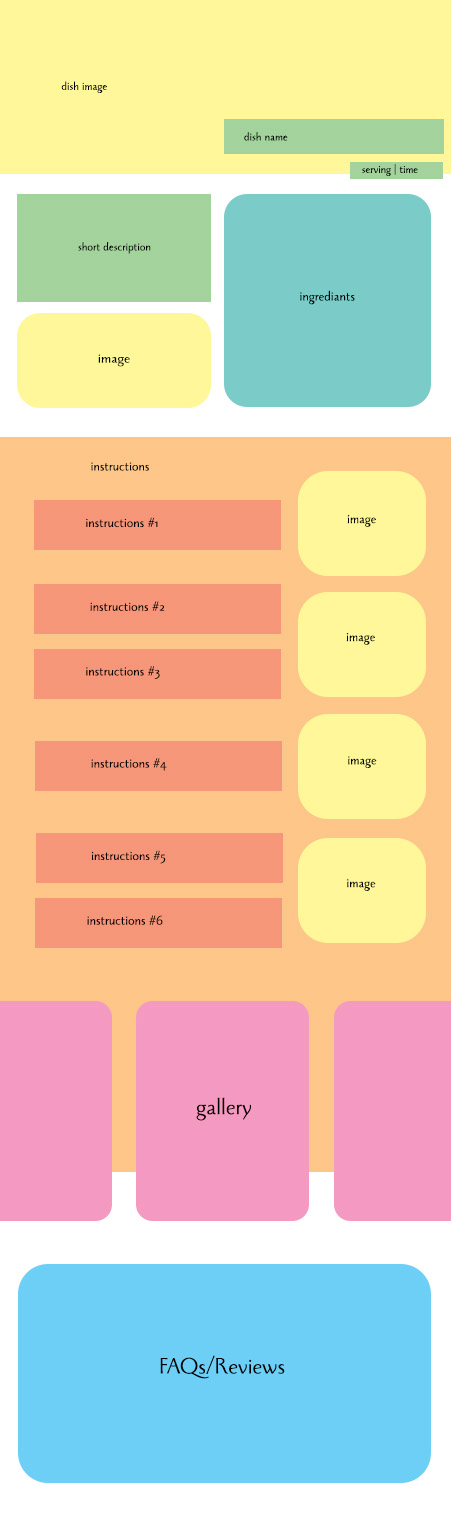 dish image
dish name
serving | time
short description
ingrediants
image
instructions
instructions #1
image
instructions #2
image
instructions #3
instructions #4
image
instructions #5
image
instructions #6
gallery
FAQs/Reviews